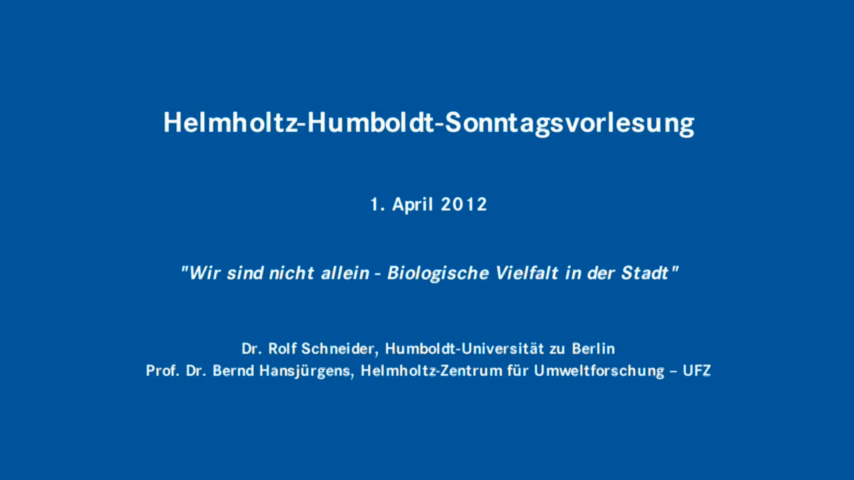 Helmholtz-Humboldt-Sonntagsvorlesung
1. April 2012
"Wir sind nicht allein - Biologische Vielfalt in der Stadt"
Dr. Rolf Schneider, Humboldt-Universität zu Berlin
Prof. Dr. Bernd Hansjürgens, Helmholtz-Zentrum für Umweltforschung – UFZ